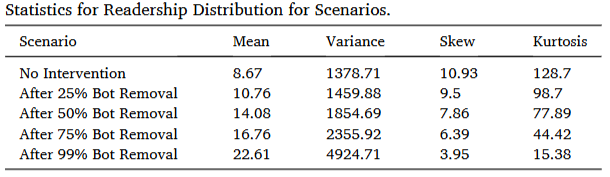 Statistics for Readership Distribution for Scenarios.
Scenario Mean Variance Skew Kurtosis
No Intervention 8.67 1378.71 10.93 128.7
After 25% Bot Removal 10.76 1459.88 9.5 98.7
After 50% Bot Removal 14.08 1854.69 7.86 77.89
After 75% Bot Removal 16.76 2355.92 6.39 44.42
After 99% Bot Removal 22.61 4924.71 3.95 15.38